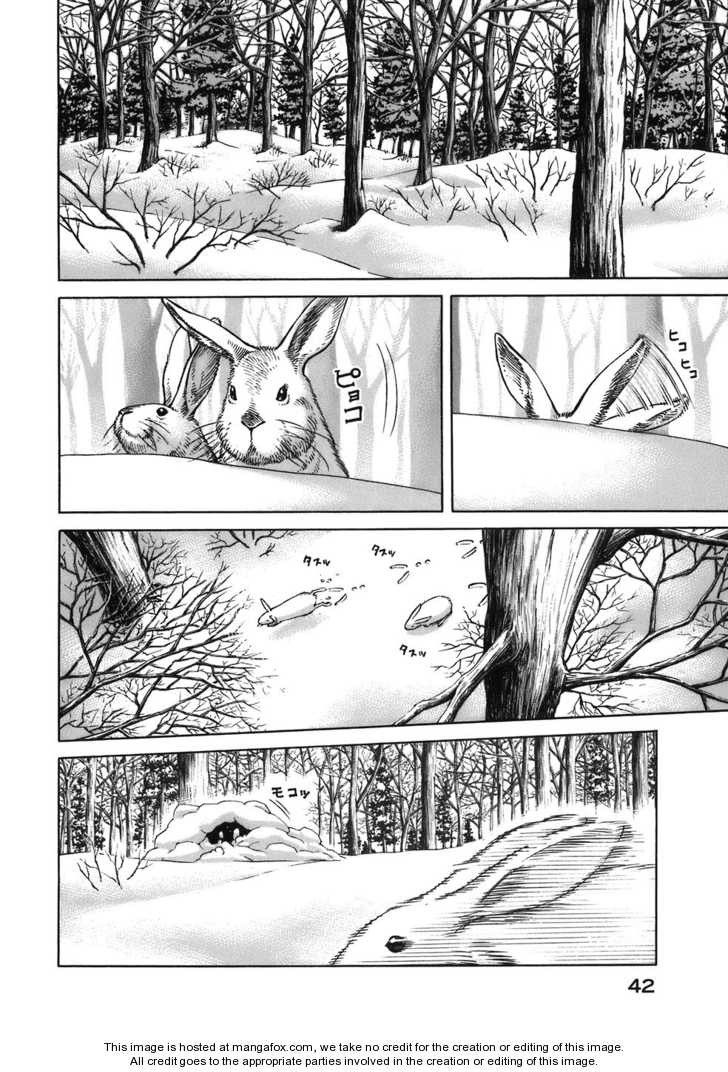 ヒクヒク
ピョコ
タスッ
タスッ
タスッ
モコッ
42
This image is hosted at mangafox.com, we take no credit for the creation or editing of this image.
All credit goes to the appropriate parties involved in the creation or editing of this image.